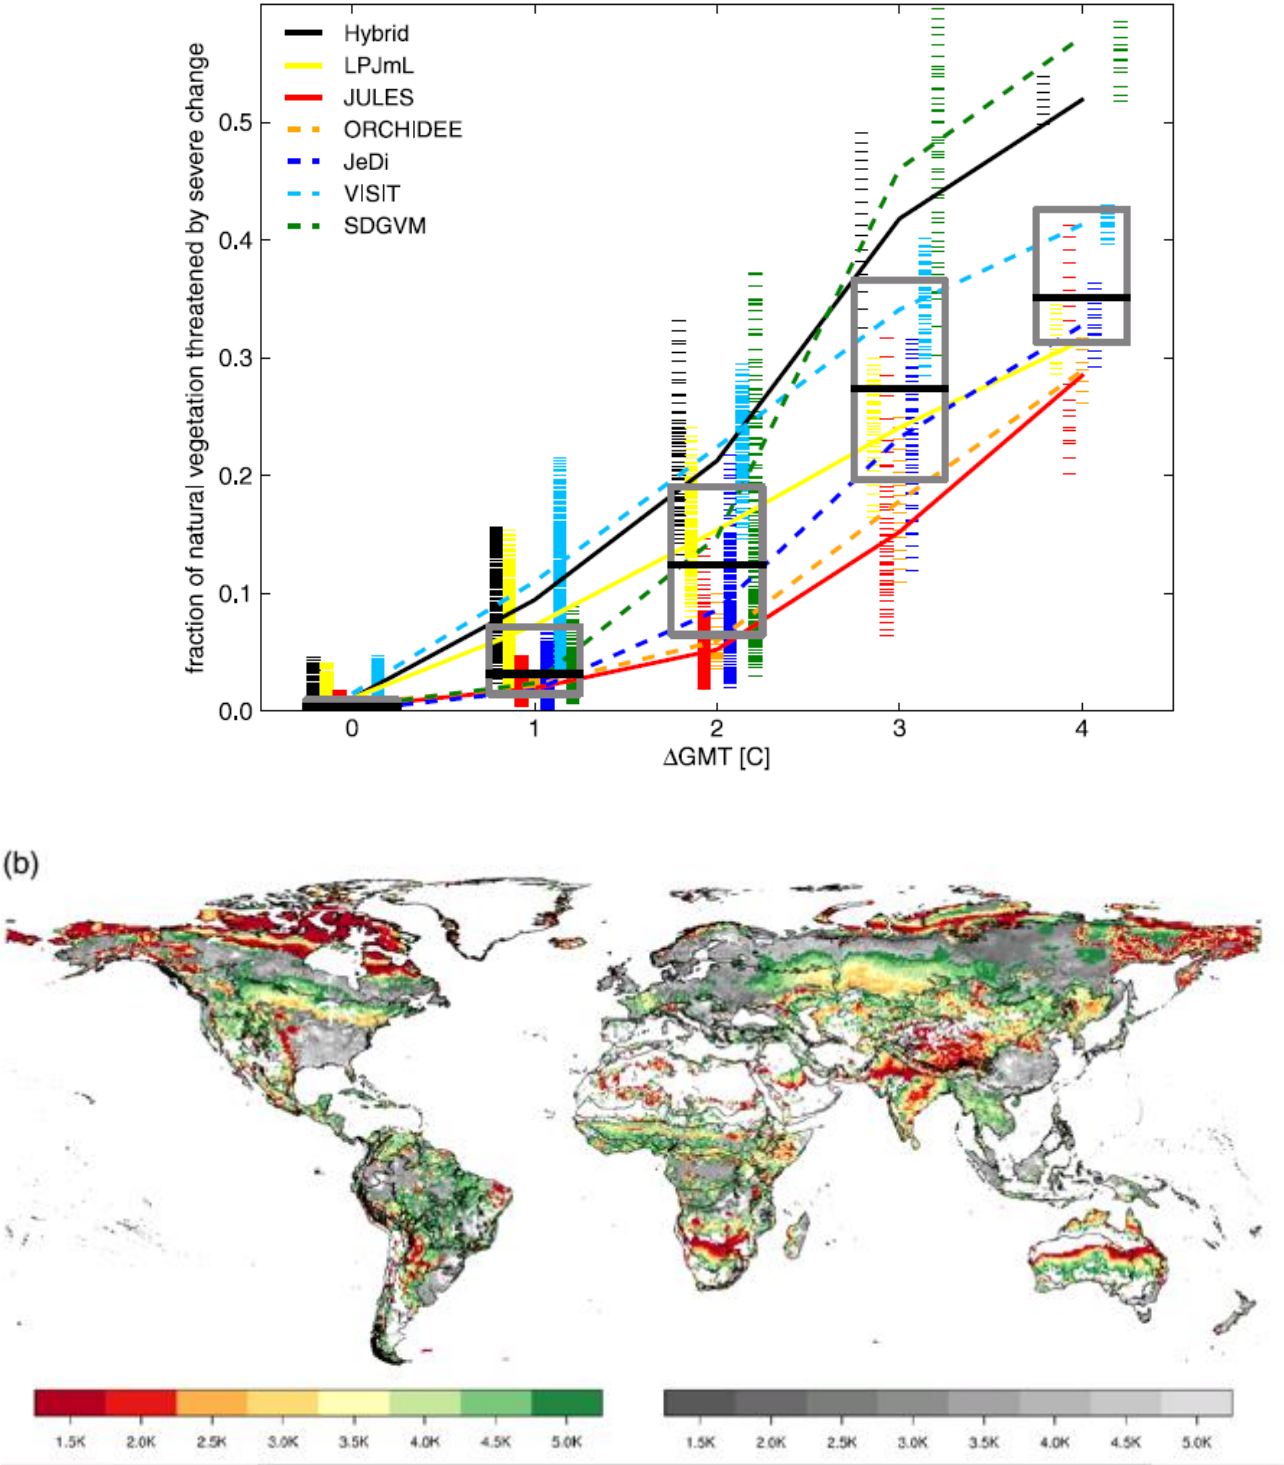 fraction of natural vegetation threatened by severe change
Hybrid
LPJmL
JULES
ORCHIDEE
JeDi
VISIT
SDGVM
0.5
0.4
0.3
0.2
0.1
0.0
0 1 2 3 4
ΔGMT [C]
(b)
1.5K 2.0K 2.5K 3.0K 3.5K 4.0K 4.5K 5.0K
1.5K 2.0K 2.5K 3.0K 3.5K 4.0K 4.5K 5.0K